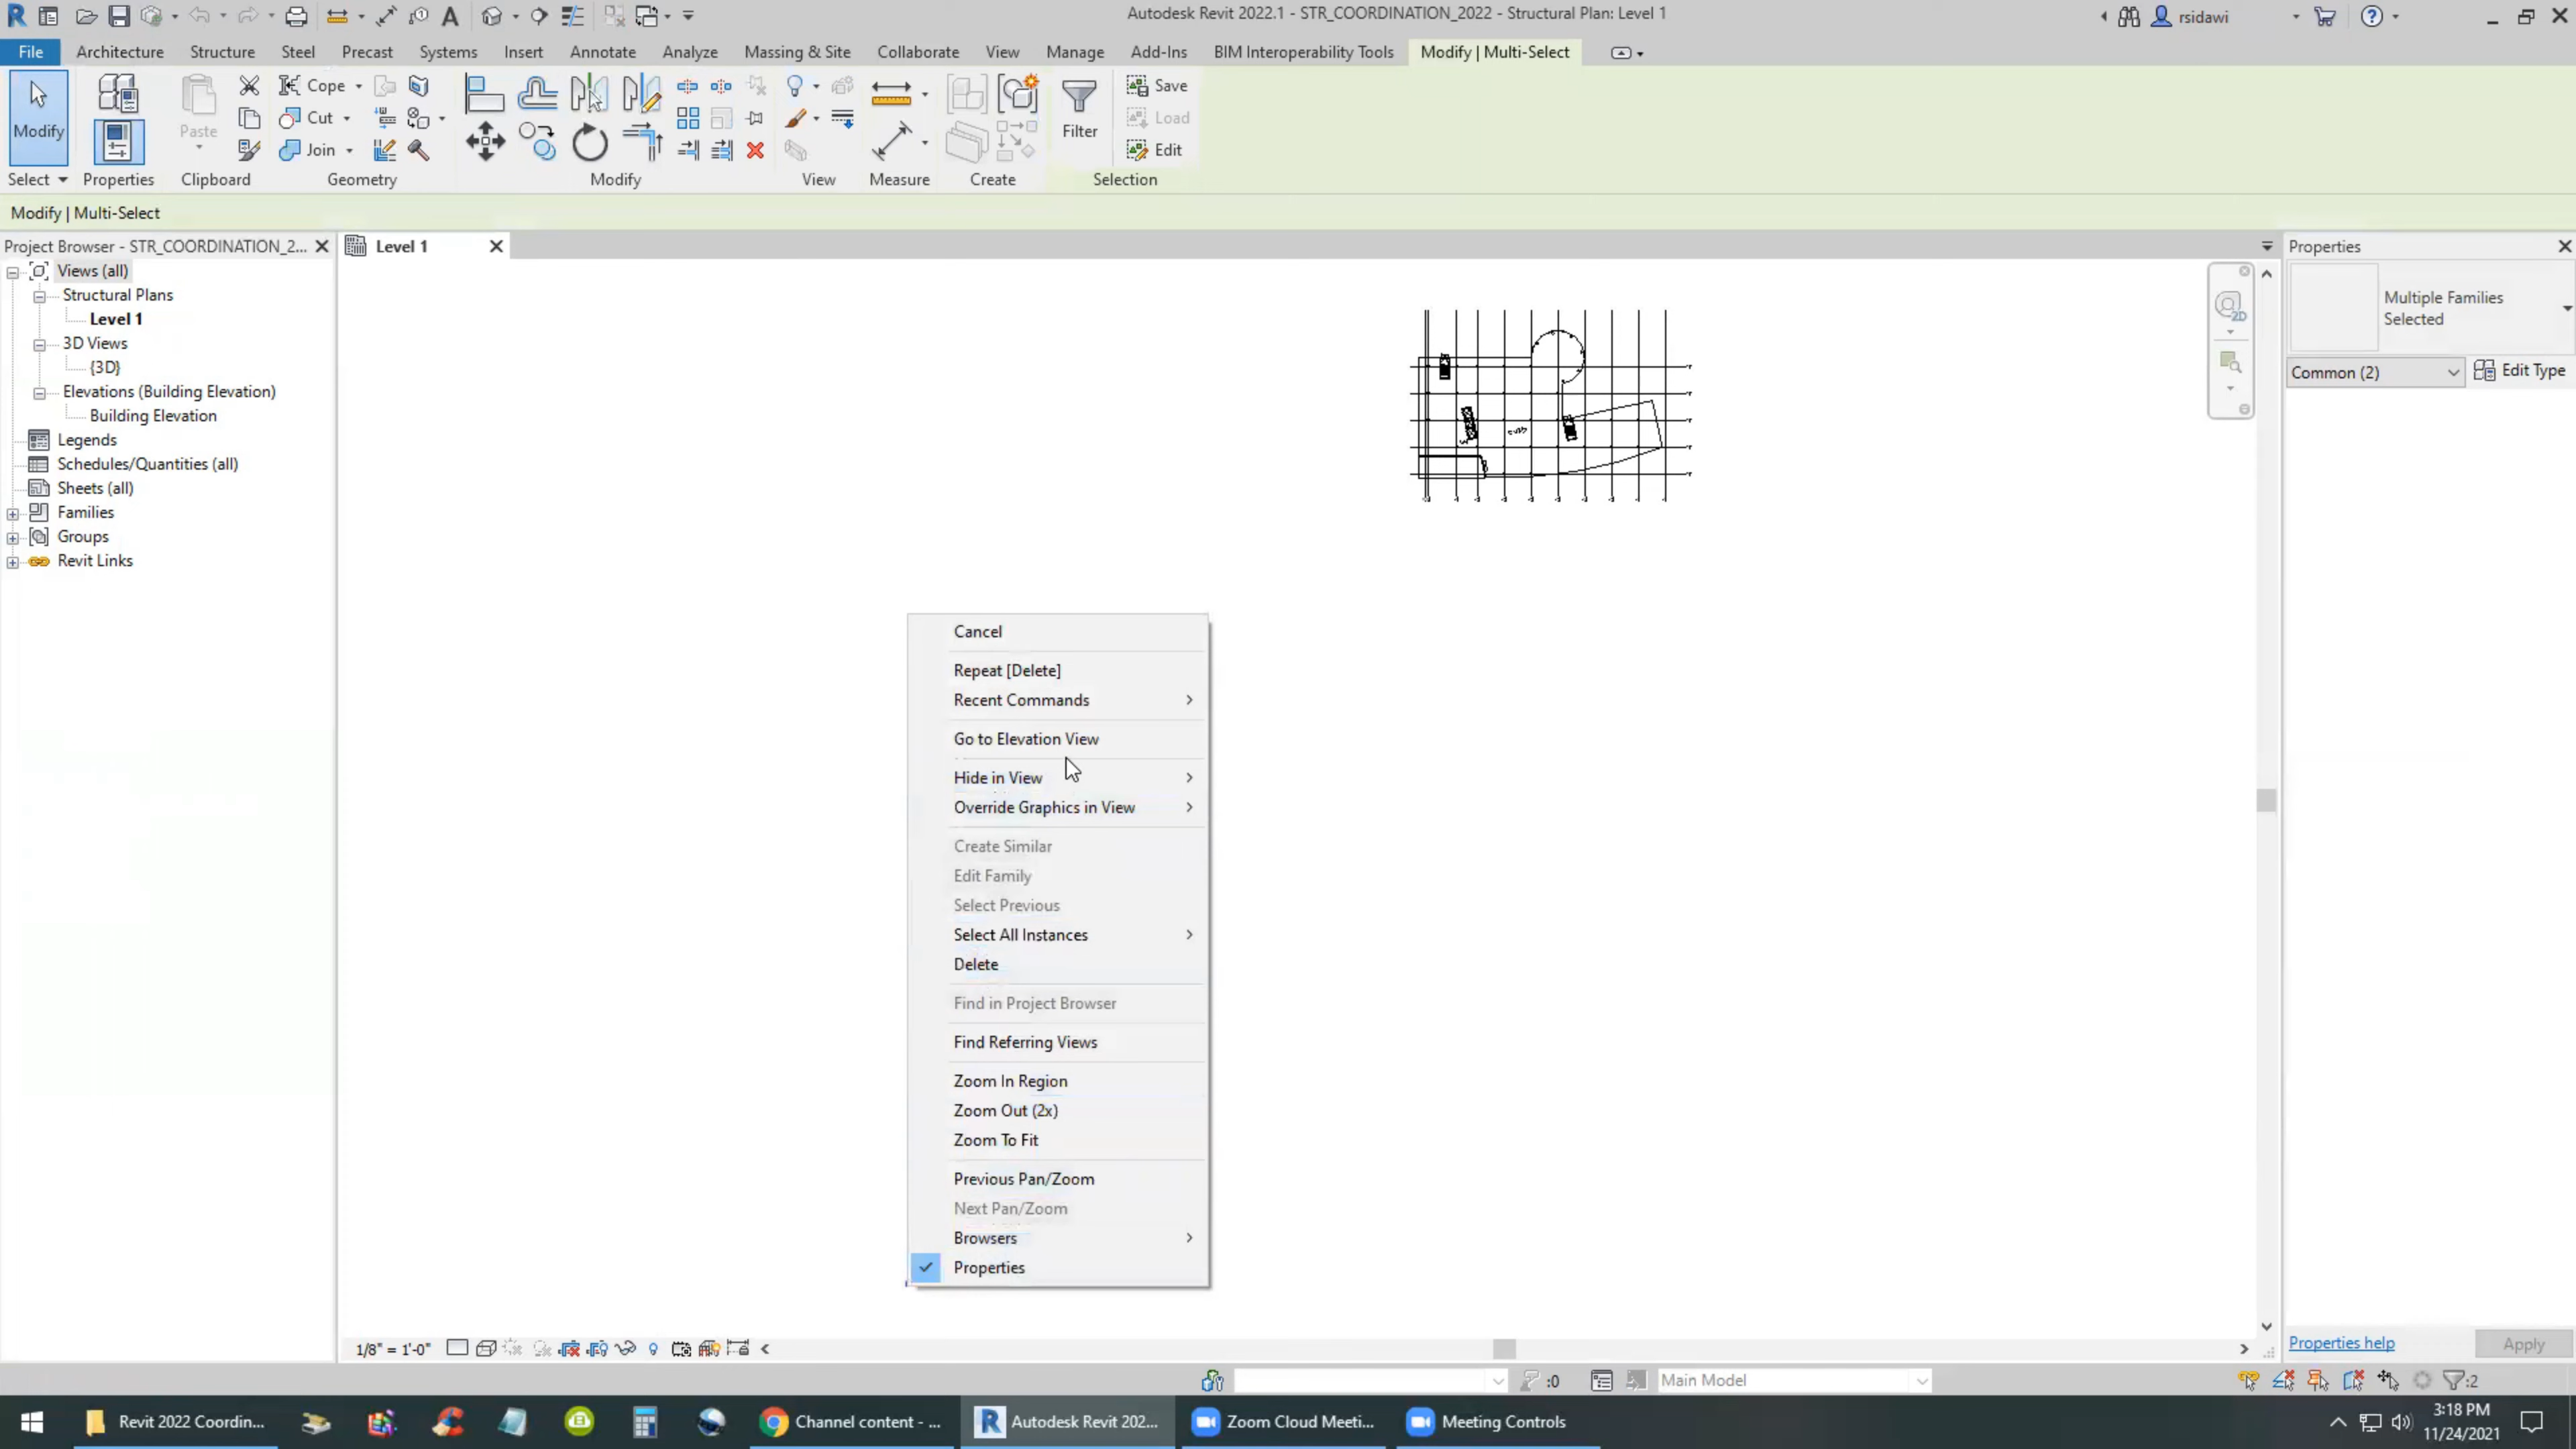 Autodesk Revit 2022.1 - STR_COORDINATION_2022 - Structural Plan: Level 1
rsidawi
File
Architecture
Structure
Steel
Precast
Systems
Insert
Annotate
Analyze
Massing & Site
Collaborate
View
Manage
Add-Ins
BIM Interoperability Tools
Modify | Multi-Select
Modify
Paste
Cope
Cut
Join
Filter
Save
Load
Edit
Select
Properties
Clipboard
Geometry
Modify
View
Measure
Create
Selection
Modify | Multi-Select
Project Browser - STR_COORDINATION_2...
Views (all)
Structural Plans
Level 1
3D Views
{3D}
Elevations (Building Elevation)
Building Elevation
Legends
Schedules/Quantities (all)
Sheets (all)
Families
Groups
Revit Links
Level 1
2D
Cancel
Repeat [Delete]
Recent Commands
Go to Elevation View
Hide in View
Override Graphics in View
Create Similar
Edit Family
Select Previous
Select All Instances
Delete
Find in Project Browser
Find Referring Views
Zoom In Region
Zoom Out (2x)
Zoom To Fit
Previous Pan/Zoom
Next Pan/Zoom
Browsers
Properties
Properties
Multiple Families
Selected
Common (2)
Edit Type
Properties help
Apply
1/8" = 1'-0"
:0
Main Model
:2
Revit 2022 Coordin...
Channel content - ...
Autodesk Revit 202...
Zoom Cloud Meeti...
Meeting Controls
3:18 PM
11/24/2021